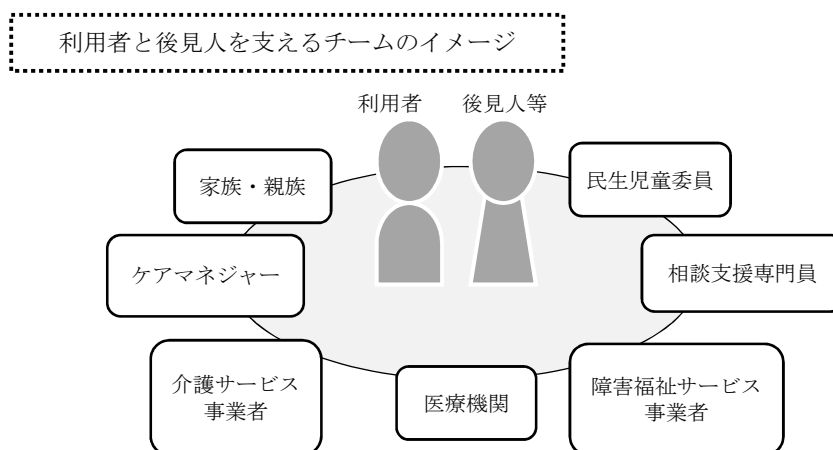 利用者と後見人を支えるチームのイメージ
利用者
後見人等
家族・親族
民生児童委員
ケアマネジャー
相談支援専門員
介護サービス
事業者
医療機関
障害福祉サービス
事業者